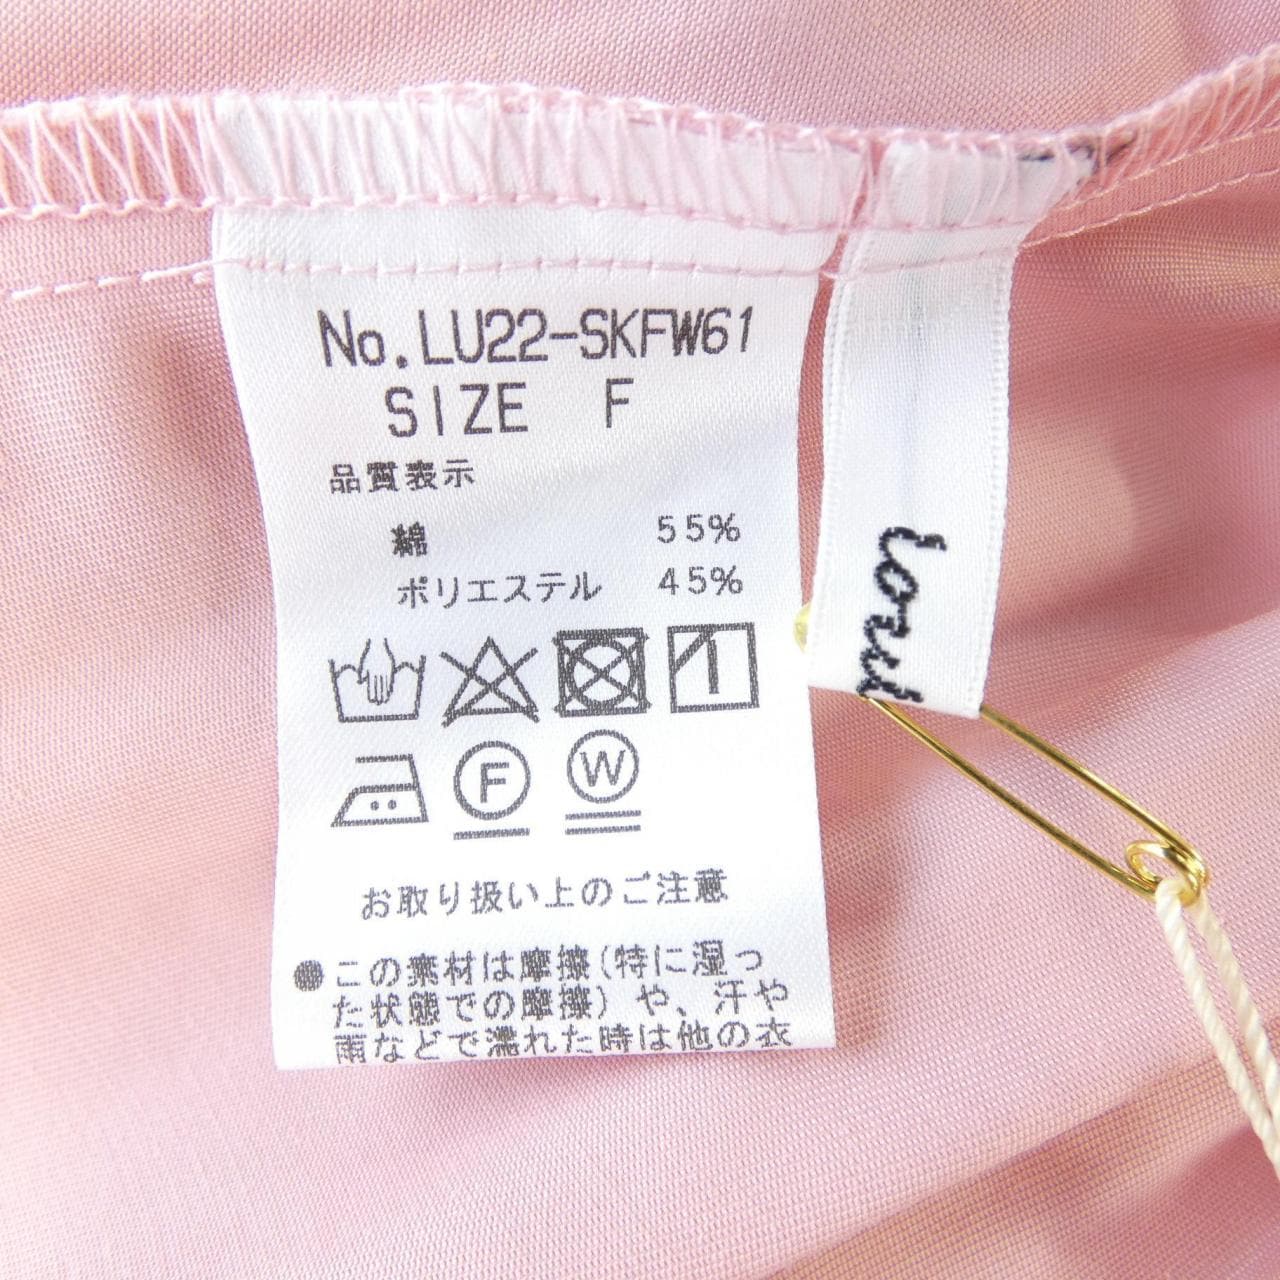 No.LU22-SKFW61
SIZE F
品質表示
綿 55%
ポリエステル 45%
F
W
お取り扱い上のご注意
●この素材は摩擦(特に湿っ
た状態での摩擦)や、汗や
雨などで濡れた時は他の衣